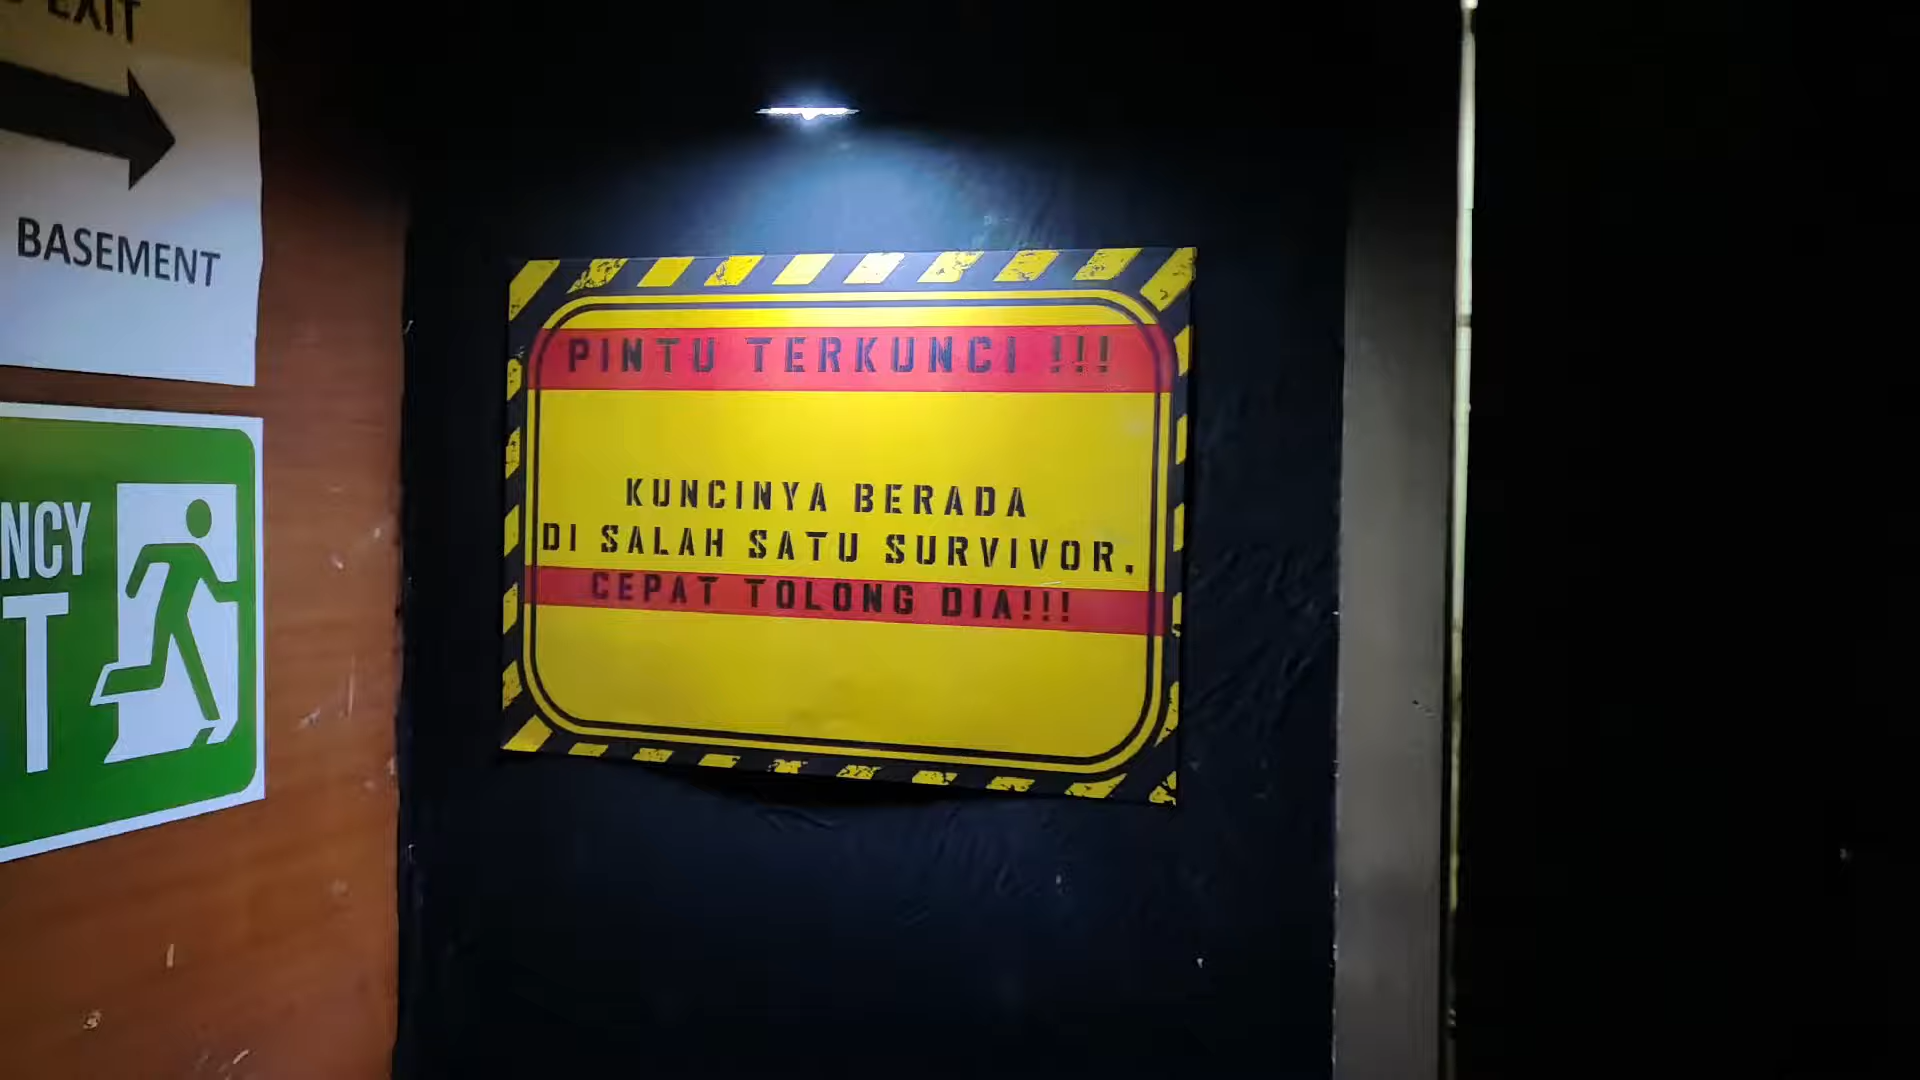 EXIT
BASEMENT
NCY
T
PINTU TERKUNCI !!!
KUNCINYA BERADA
DI SALAH SATU SURVIVOR.
CEPAT TOLONG DIA!!!